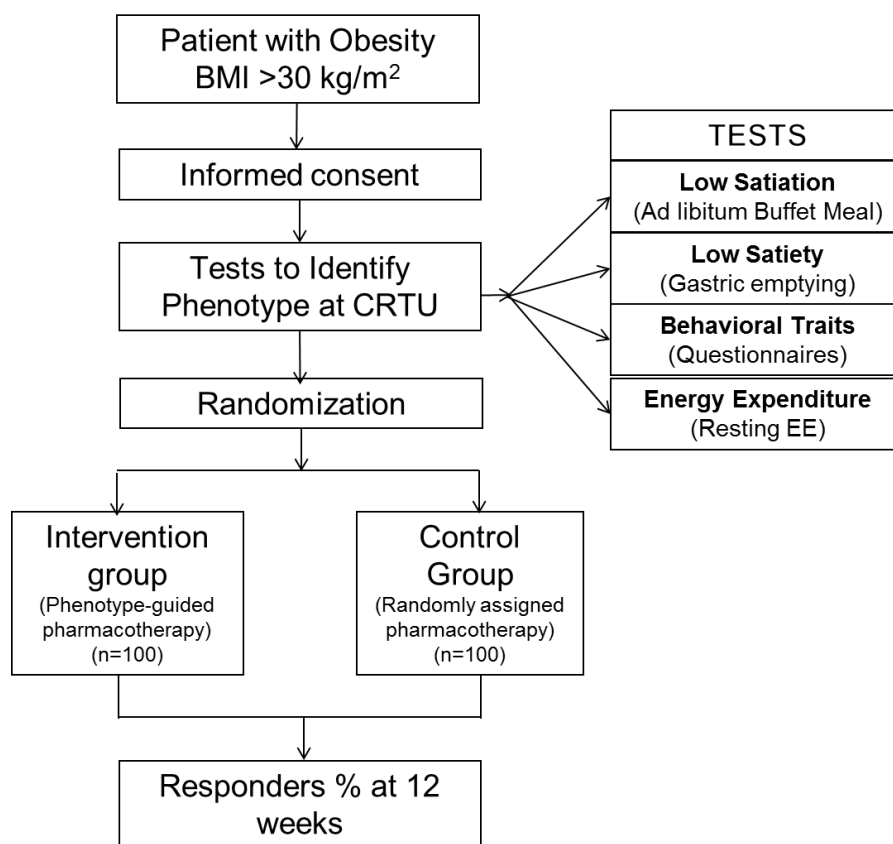 Patient with Obesity
BMI >30 kg/m²
Informed consent
Tests to Identify
Phenotype at CRTU
TESTS
Low Satiation
(Ad libitum Buffet Meal)
Low Satiety
(Gastric emptying)
Behavioral Traits
(Questionnaires)
Energy Expenditure
(Resting EE)
Randomization
Intervention
group
(Phenotype-guided
pharmacotherapy)
(n=100)
Control
Group
(Randomly assigned
pharmacotherapy)
(n=100)
Responders % at 12
weeks